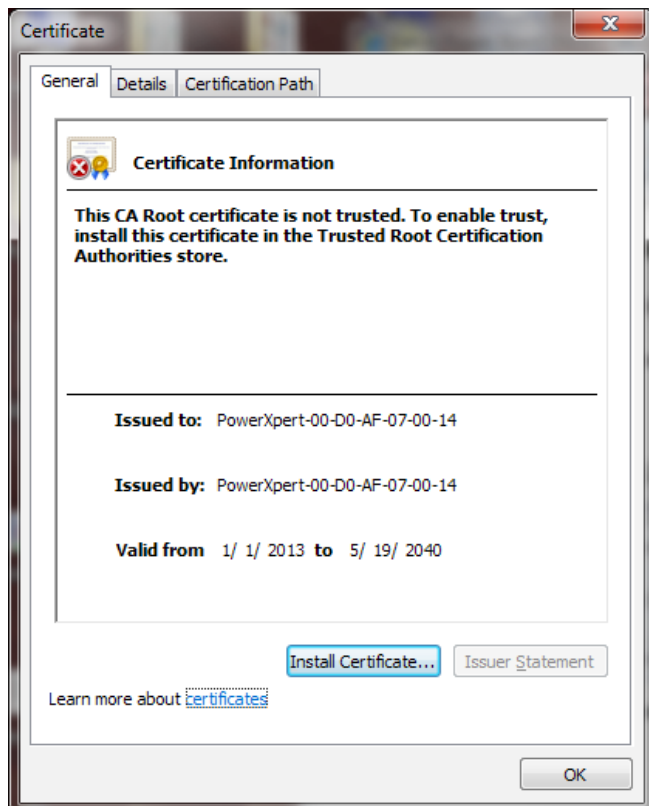 Certificate
General Details Certification Path
Certificate Information
This CA Root certificate is not trusted. To enable trust,
install this certificate in the Trusted Root Certification
Authorities store.
Issued to: PowerXpert-00-D0-AF-07-00-14
Issued by: PowerXpert-00-D0-AF-07-00-14
Valid from 1/ 1/ 2013 to 5/ 19/ 2040
Install Certificate... Issuer Statement
Learn more about certificates
OK